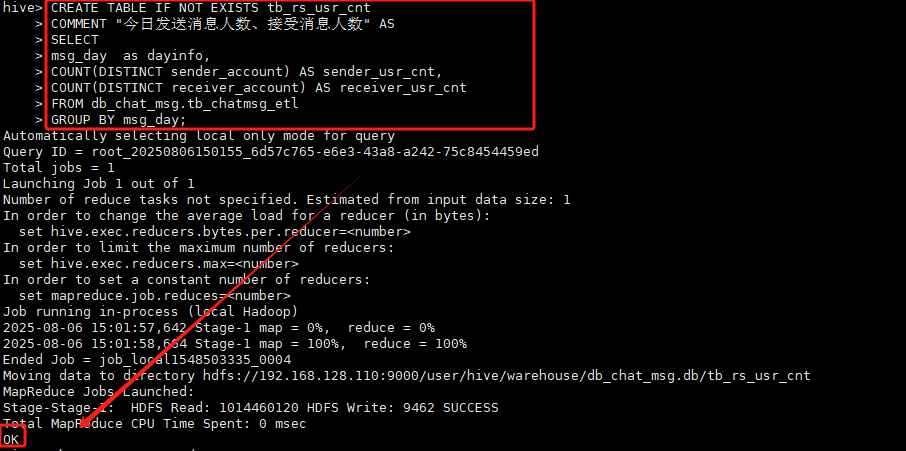 hive> CREATE TABLE IF NOT EXISTS tb_rs_usr_cnt
    > COMMENT "今日发送消息人数、接受消息人数" AS
    > SELECT
    > msg_day  as dayinfo,
    > COUNT(DISTINCT sender_account) AS sender_usr_cnt,
    > COUNT(DISTINCT receiver_account) AS receiver_usr_cnt
    > FROM db_chat_msg.tb_chatmsg_etl
    > GROUP BY msg_day;
Automatically selecting local only mode for query
Query ID = root_20250806150155_6d57c765-e6e3-43a8-a242-75c8454459ed
Total jobs = 1
Launching Job 1 out of 1
Number of reduce tasks not specified. Estimated from input data size: 1
In order to change the average load for a reducer (in bytes):
  set hive.exec.reducers.bytes.per.reducer=<number>
In order to limit the maximum number of reducers:
  set hive.exec.reducers.max=<number>
In order to set a constant number of reducers:
  set mapreduce.job.reduces=<number>
Job running in-process (local Hadoop)
2025-08-06 15:01:57,642 Stage-1 map = 0%,  reduce = 0%
2025-08-06 15:01:58,664 Stage-1 map = 100%,  reduce = 100%
Ended Job = job_local1548503335_0004
Moving data to directory hdfs://192.168.128.110:9000/user/hive/warehouse/db_chat_msg.db/tb_rs_usr_cnt
MapReduce Jobs Launched:
Stage-Stage-1:  HDFS Read: 1014460120 HDFS Write: 9462 SUCCESS
Total MapReduce CPU Time Spent: 0 msec
OK